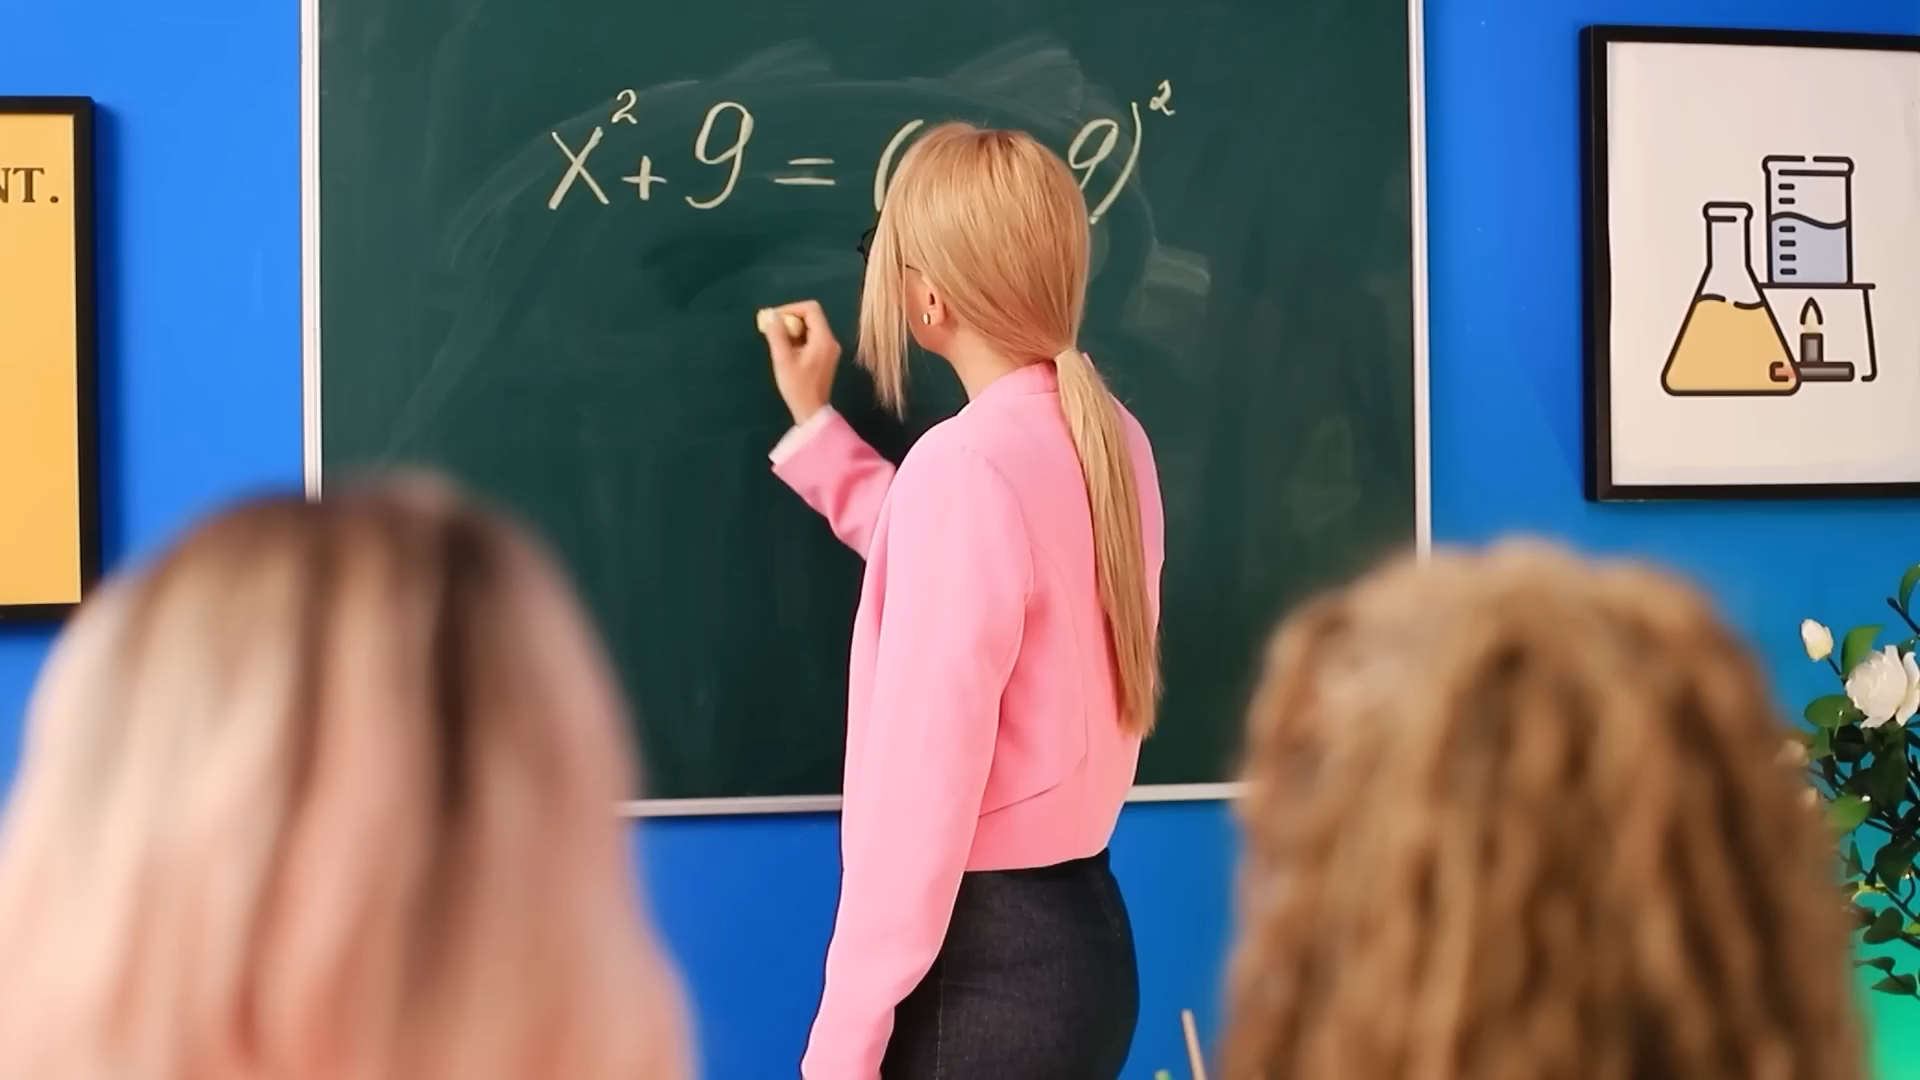 NT.
x² + 9 = ( 9)²